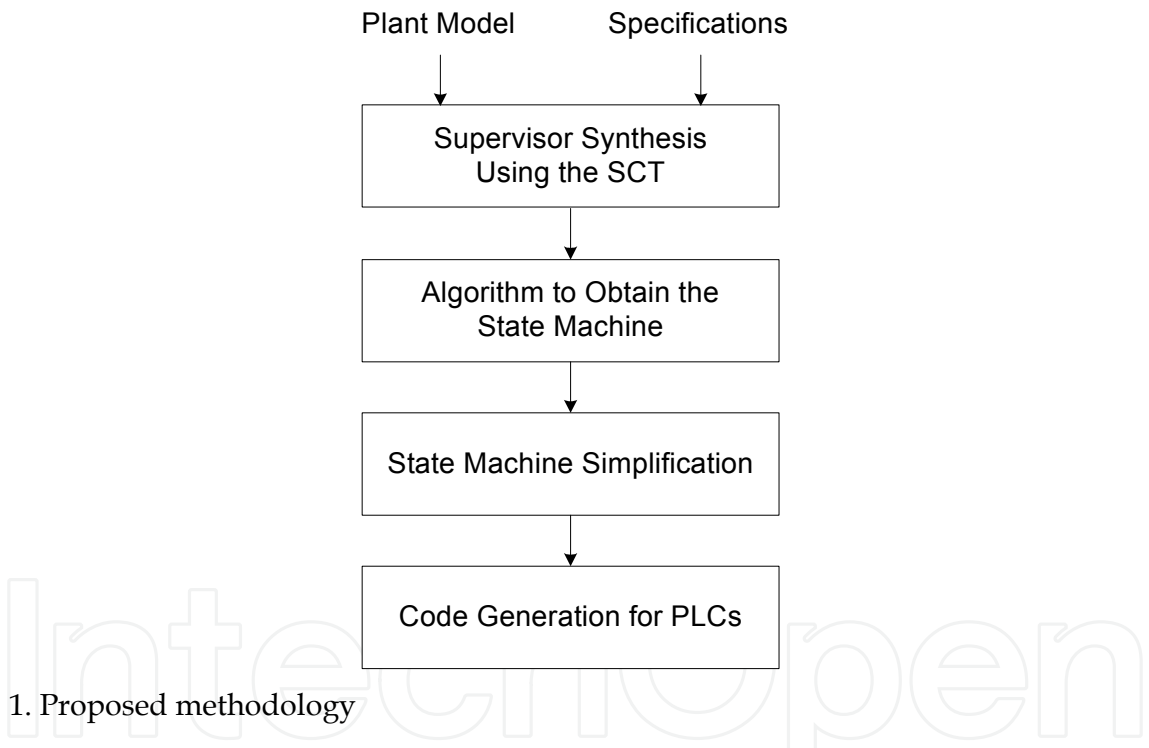 Plant Model Specifications
Supervisor Synthesis
Using the SCT
Algorithm to Obtain the
State Machine
State Machine Simplification
Code Generation for PLCs
IntechOpen
1. Proposed methodology